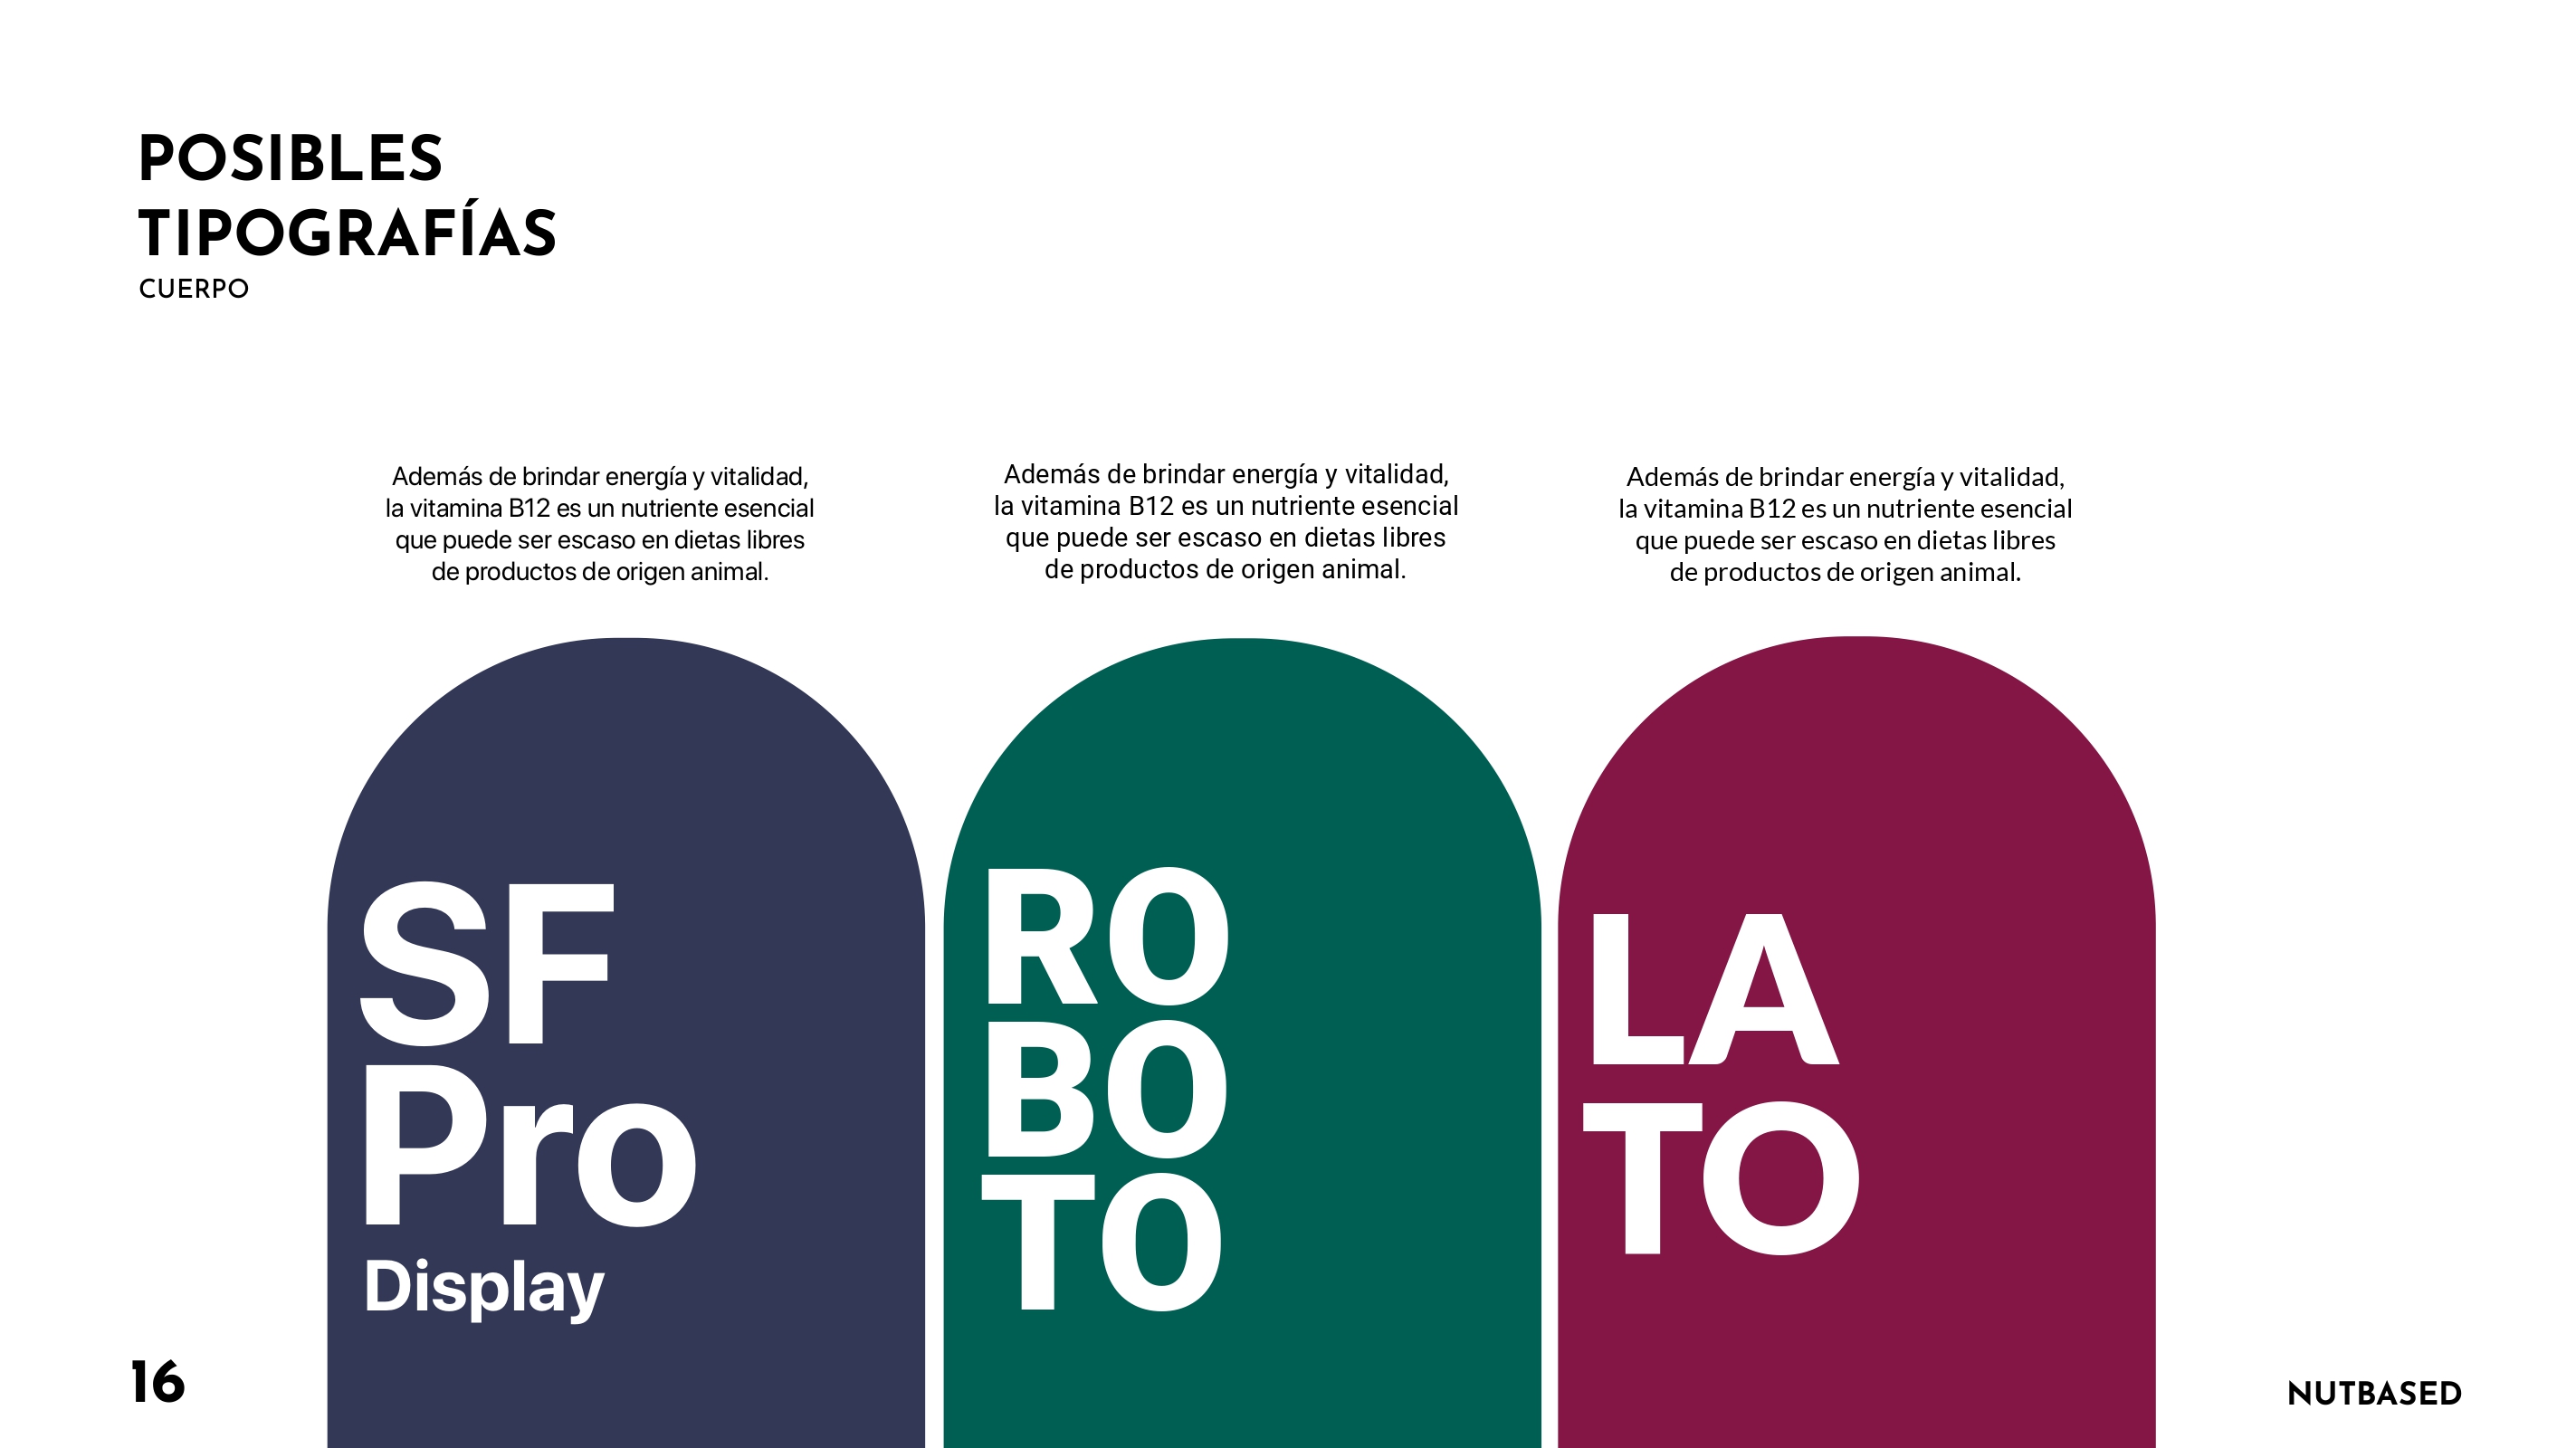 POSIBLES
TIPOGRAFÍAS
CUERPO
Además de brindar energía y vitalidad,
la vitamina B12 es un nutriente esencial
que puede ser escaso en dietas libres
de productos de origen animal.
Además de brindar energía y vitalidad,
la vitamina B12 es un nutriente esencial
que puede ser escaso en dietas libres
de productos de origen animal.
Además de brindar energía y vitalidad,
la vitamina B12 es un nutriente esencial
que puede ser escaso en dietas libres
de productos de origen animal.
SF
Pro
Display
RO
BO
TO
LA
TO
16
NUTBASED